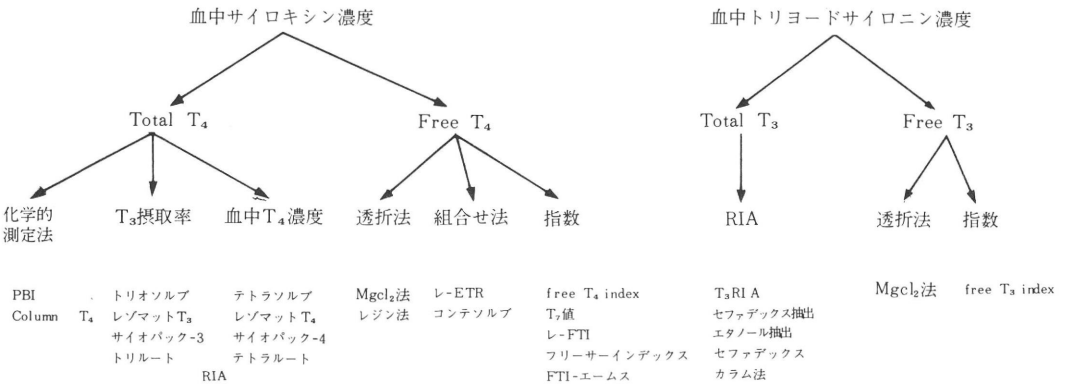 血中サイロキシン濃度 血中トリヨードサイロニン濃度
Total T₄ Free T₄ Total T₃ Free T₃
化学的測定法 T₃摂取率 血中T₄濃度 透折法 組合せ法 指数 RIA 透折法 指数
PBI トリオソルブ テトラソルブ Mgcl₂法 レ-ETR free T₄ index T₃RIA Mgcl₂法 free T₃ index
Column T₄ レゾマットT₃ レゾマットT₄ レジン法 コンテソルブ T₇値 セファデックス抽出
サイオパック-3 サイオパック-4 レ-FTI エタノール抽出
トリルート テトラルート フリーサーインデックス セファデックス
RIA FTI-エームス カラム法